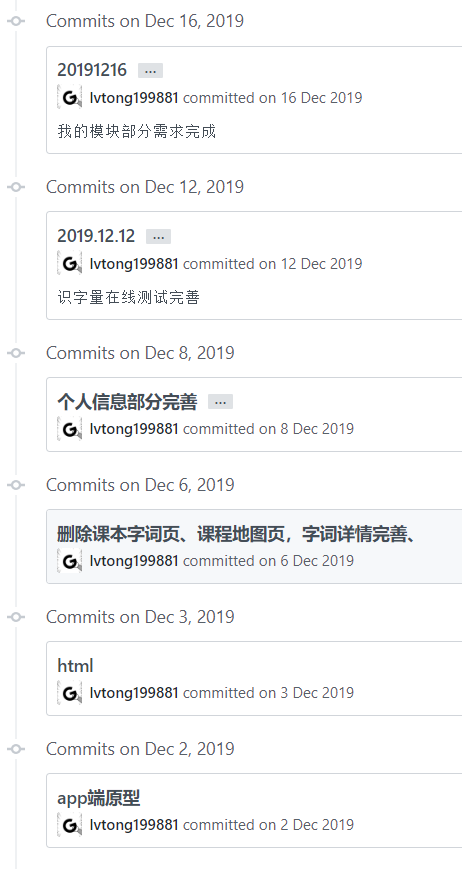 Commits on Dec 16, 2019
20191216 …
lvtong199881 committed on 16 Dec 2019
我的模块部分需求完成
Commits on Dec 12, 2019
2019.12.12 …
lvtong199881 committed on 12 Dec 2019
识字量在线测试完善
Commits on Dec 8, 2019
个人信息部分完善 …
lvtong199881 committed on 8 Dec 2019
Commits on Dec 6, 2019
删除课本字词页、课程地图页，字词详情完善、
lvtong199881 committed on 6 Dec 2019
Commits on Dec 3, 2019
html
lvtong199881 committed on 3 Dec 2019
Commits on Dec 2, 2019
app端原型
lvtong199881 committed on 2 Dec 2019